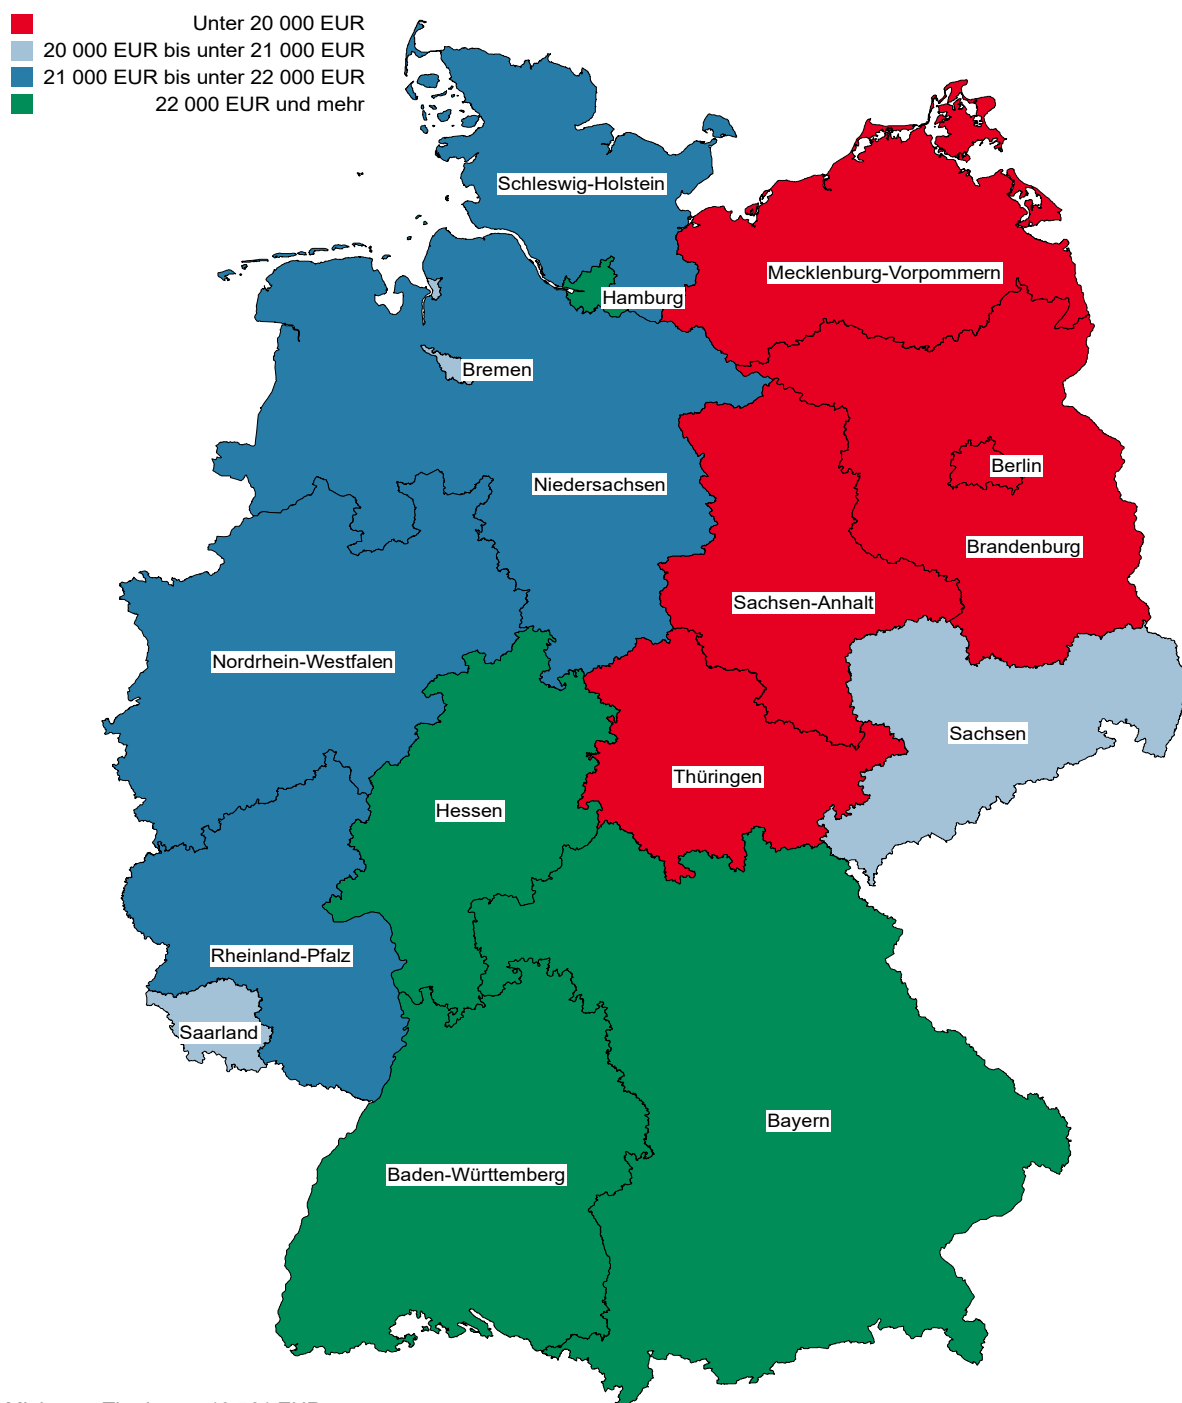 Unter 20 000 EUR
20 000 EUR bis unter 21 000 EUR
21 000 EUR bis unter 22 000 EUR
22 000 EUR und mehr
Schleswig-Holstein
Mecklenburg-Vorpommern
Hamburg
Bremen
Berlin
Niedersachsen
Brandenburg
Sachsen-Anhalt
Nordrhein-Westfalen
Sachsen
Thüringen
Hessen
Rheinland-Pfalz
Saarland
Bayern
Baden-Württemberg